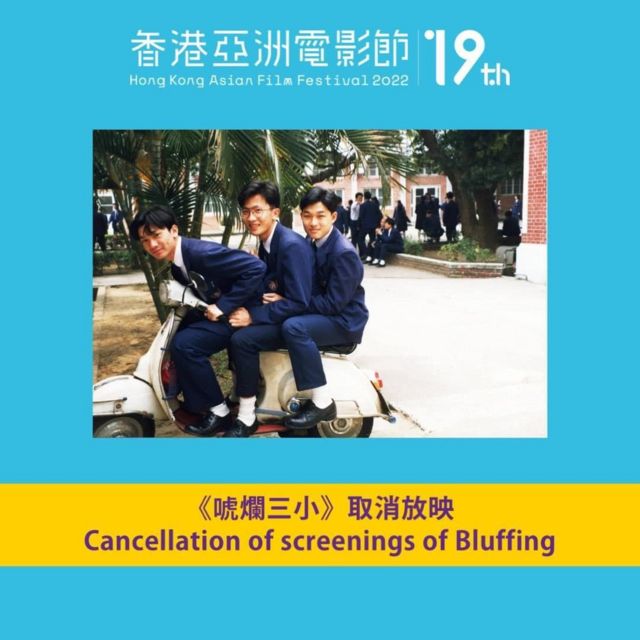 香港亞洲電影節 19th
Hong Kong Asian Film Festival 2022
《唬爛三小》取消放映
Cancellation of screenings of Bluffing